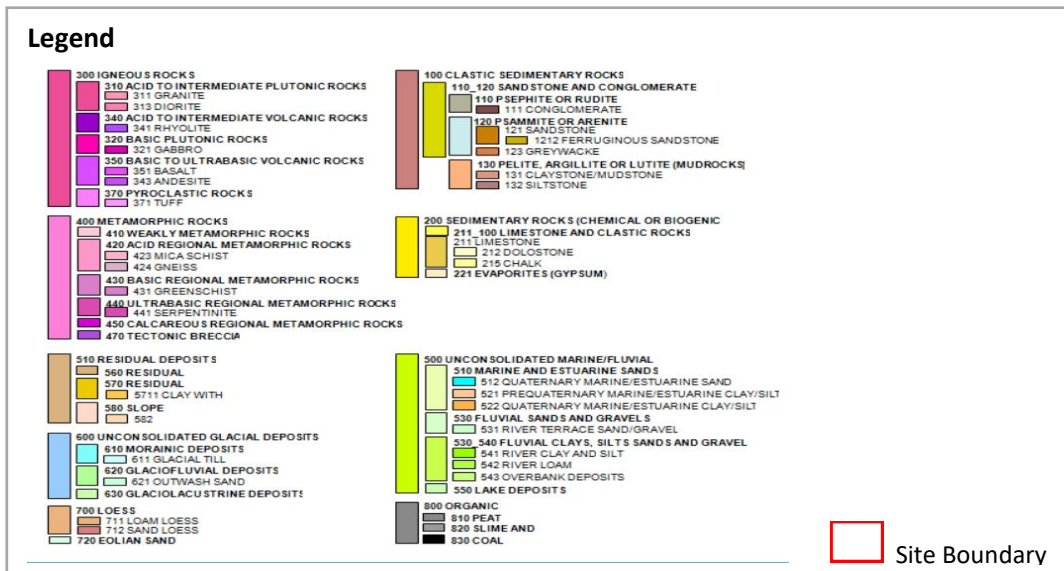 Legend
300 IGNEOUS ROCKS
310 ACID TO INTERMEDIATE PLUTONIC ROCKS
311 GRANITE
313 DIORITE
340 ACID TO INTERMEDIATE VOLCANIC ROCKS
341 RHYOLITE
320 BASIC PLUTONIC ROCKS
321 GABBRO
350 BASIC TO ULTRABASIC VOLCANIC ROCKS
351 BASALT
343 ANDESITE
370 PYROCLASTIC ROCKS
371 TUFF
400 METAMORPHIC ROCKS
410 WEAKLY METAMORPHIC ROCKS
420 ACID REGIONAL METAMORPHIC ROCKS
423 MICA SCHIST
424 GNEISS
430 BASIC REGIONAL METAMORPHIC ROCKS
431 GREENSCHIST
440 ULTRABASIC REGIONAL METAMORPHIC ROCKS
441 SERPENTINITE
450 CALCAREOUS REGIONAL METAMORPHIC ROCKS
470 TECTONIC BRECCIA
510 RESIDUAL DEPOSITS
560 RESIDUAL
570 RESIDUAL
5711 CLAY WITH
580 SLOPE
582
600 UNCONSOLIDATED GLACIAL DEPOSITS
610 MORAINIC DEPOSITS
611 GLACIAL TILL
620 GLACIOFLUVIAL DEPOSITS
621 OUTWASH SAND
630 GLACIOLACUSTRINE DEPOSITS
700 LOESS
711 LOAM LOESS
712 SAND LOESS
720 EOLIAN SAND
100 CLASTIC SEDIMENTARY ROCKS
110_120 SANDSTONE AND CONGLOMERATE
110 PSEPHITE OR RUDITE
111 CONGLOMERATE
120 PSAMMITE OR ARENITE
121 SANDSTONE
1212 FERRUGINOUS SANDSTONE
123 GREYWACKE
130 PELITE, ARGILLITE OR LUTITE (MUDROCKS)
131 CLAYSTONE/MUDSTONE
132 SILTSTONE
200 SEDIMENTARY ROCKS (CHEMICAL OR BIOGENIC
211_100 LIMESTONE AND CLASTIC ROCKS
211 LIMESTONE
212 DOLOSTONE
215 CHALK
221 EVAPORITES (GYPSUM)
500 UNCONSOLIDATED MARINE/FLUVIAL
510 MARINE AND ESTUARINE SANDS
512 QUATERNARY MARINE/ESTUARINE SAND
521 PREQUATERNARY MARINE/ESTUARINE CLAY/SILT
522 QUATERNARY MARINE/ESTUARINE CLAY/SILT
530 FLUVIAL SANDS AND GRAVELS
531 RIVER TERRACE SAND/GRAVEL
530_540 FLUVIAL CLAYS, SILTS SANDS AND GRAVEL
541 RIVER CLAY AND SILT
542 RIVER LOAM
543 OVERBANK DEPOSITS
550 LAKE DEPOSITS
800 ORGANIC
810 PEAT
820 SLIME AND
830 COAL
Site Boundary